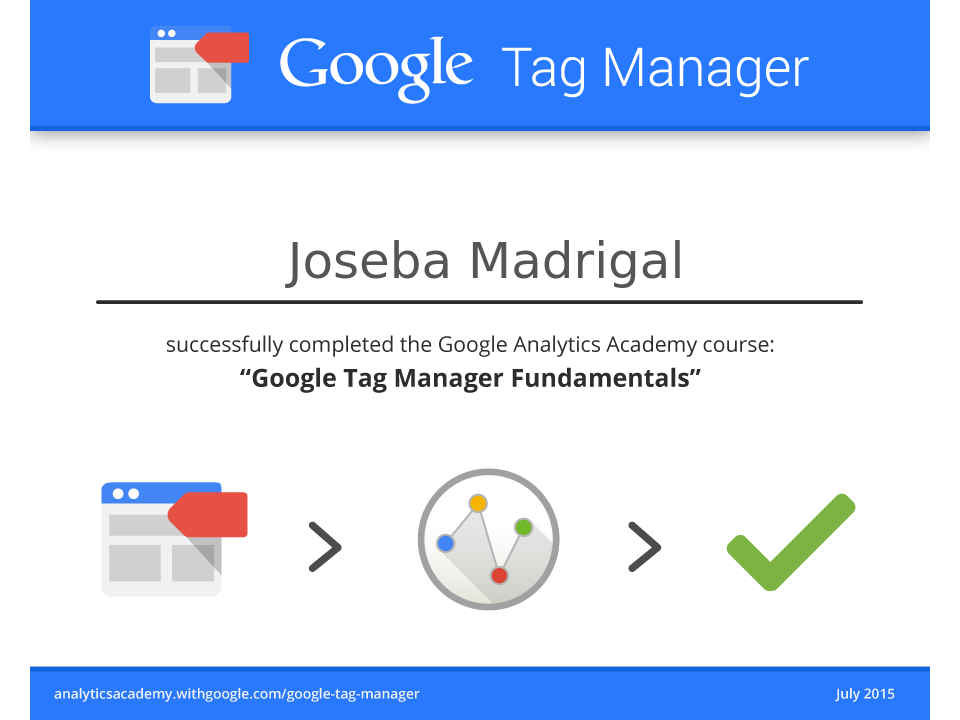 Google Tag Manager
Joseba Madrigal
successfully completed the Google Analytics Academy course:
“Google Tag Manager Fundamentals”
analyticsacademy.withgoogle.com/google-tag-manager
July 2015